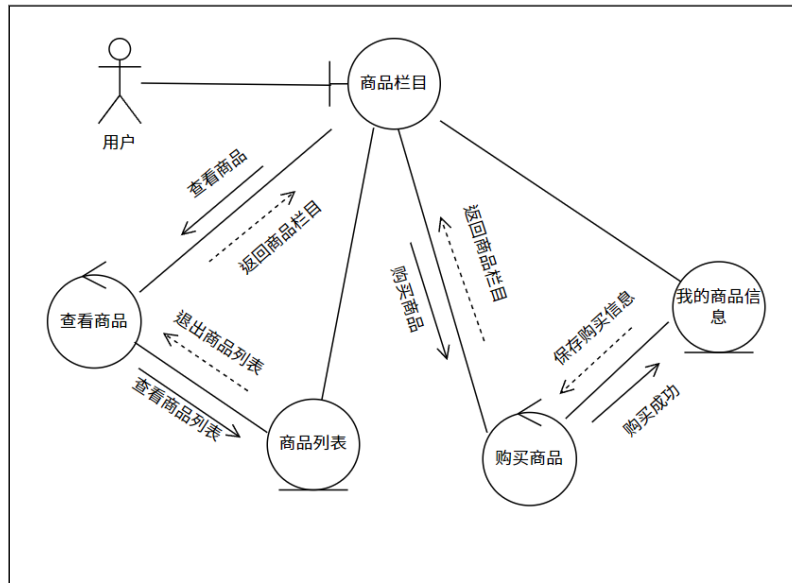 商品栏目
用户
查看商品
返回商品栏目
返回商品栏目
购买商品
查看商品
退出商品列表
查看商品列表
商品列表
我的商品信
息
保存购买信息
购买成功
购买商品